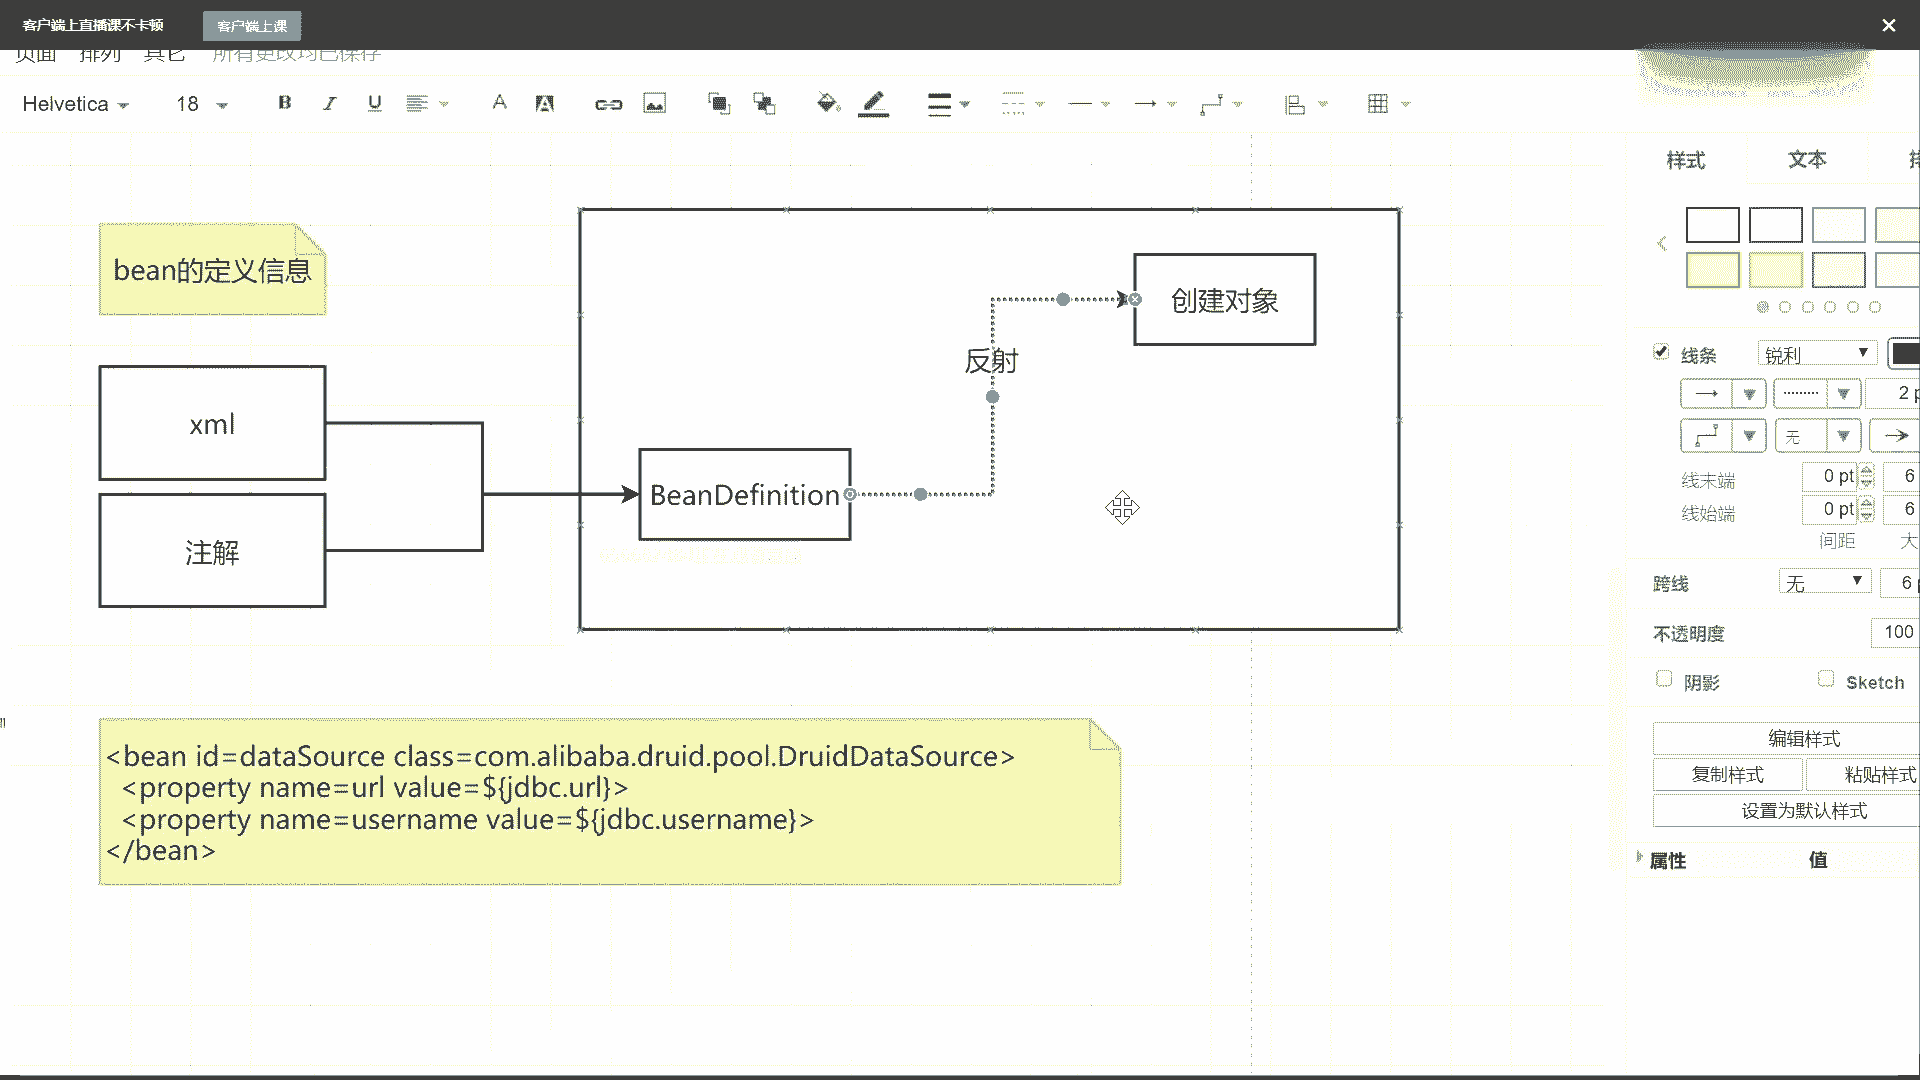 客户端上直播课不卡顿
客户端上课
页面 排列 其它 所有更改均已保存
Helvetica 18 B I U A A
样式 文本
bean的定义信息
创建对象
反射
线条 锐利
xml
2 p
无
BeanDefinition
线末端 0 pt 6
线始端 0 pt 6
间距 大
注解
跨线 无 6
不透明度 100
阴影 Sketch
<bean id=dataSource class=com.alibaba.druid.pool.DruidDataSource>
<property name=url value=${jdbc.url}>
<property name=username value=${jdbc.username}>
</bean>
编辑样式
复制样式 粘贴样式
设置为默认样式
属性 值